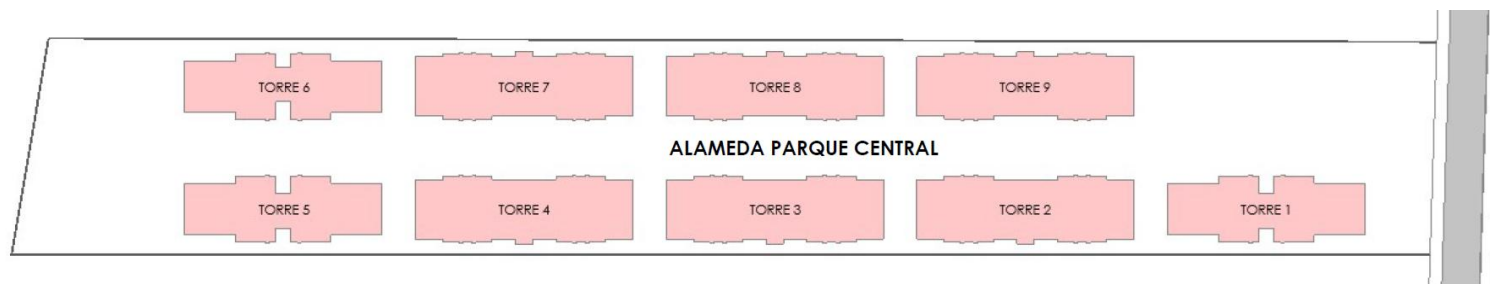 TORRE 6
TORRE 7
TORRE 8
TORRE 9
ALAMEDA PARQUE CENTRAL
TORRE 5
TORRE 4
TORRE 3
TORRE 2
TORRE 1